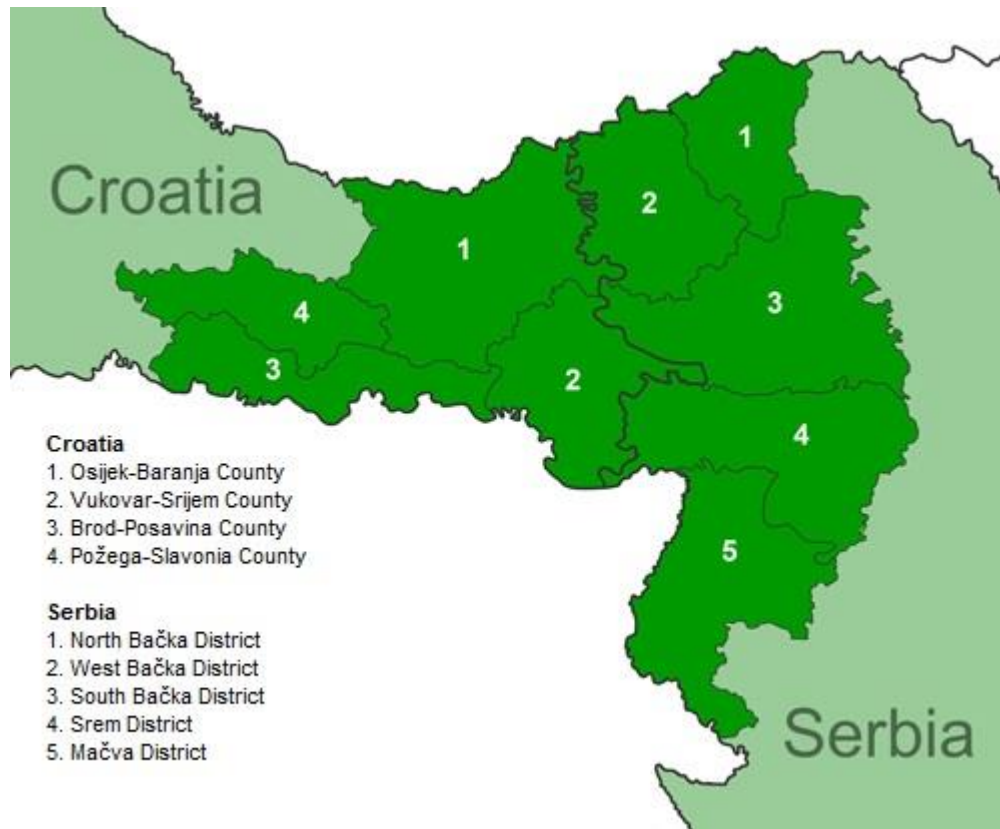 Croatia
1
1
2
2
3
4
3
2
4
5
Croatia
1. Osijek-Baranja County
2. Vukovar-Srijem County
3. Brod-Posavina County
4. Požega-Slavonia County
Serbia
1. North Bačka District
2. West Bačka District
3. South Bačka District
4. Srem District
5. Mačva District
Serbia